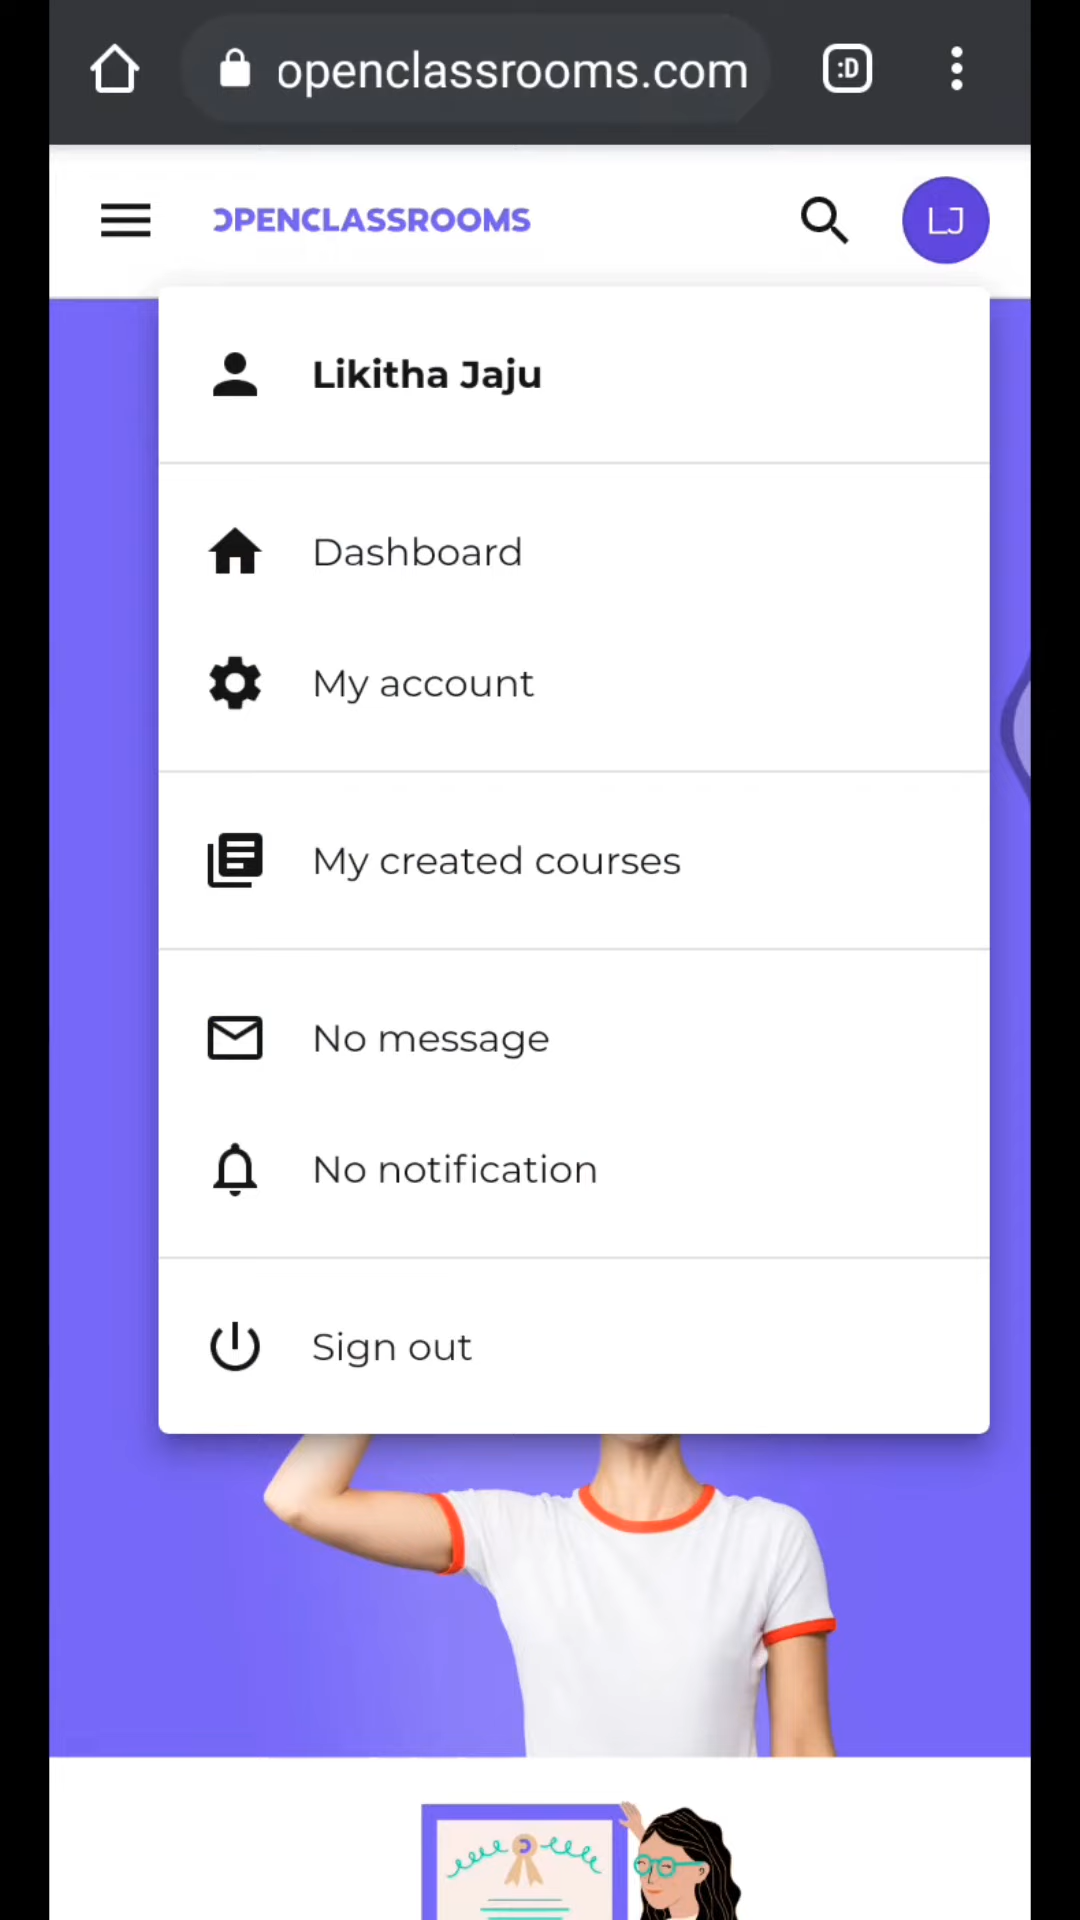 openclassrooms.com
:D
OPENCLASSROOMS
LJ
Likitha Jaju
Dashboard
My account
My created courses
No message
No notification
Sign out